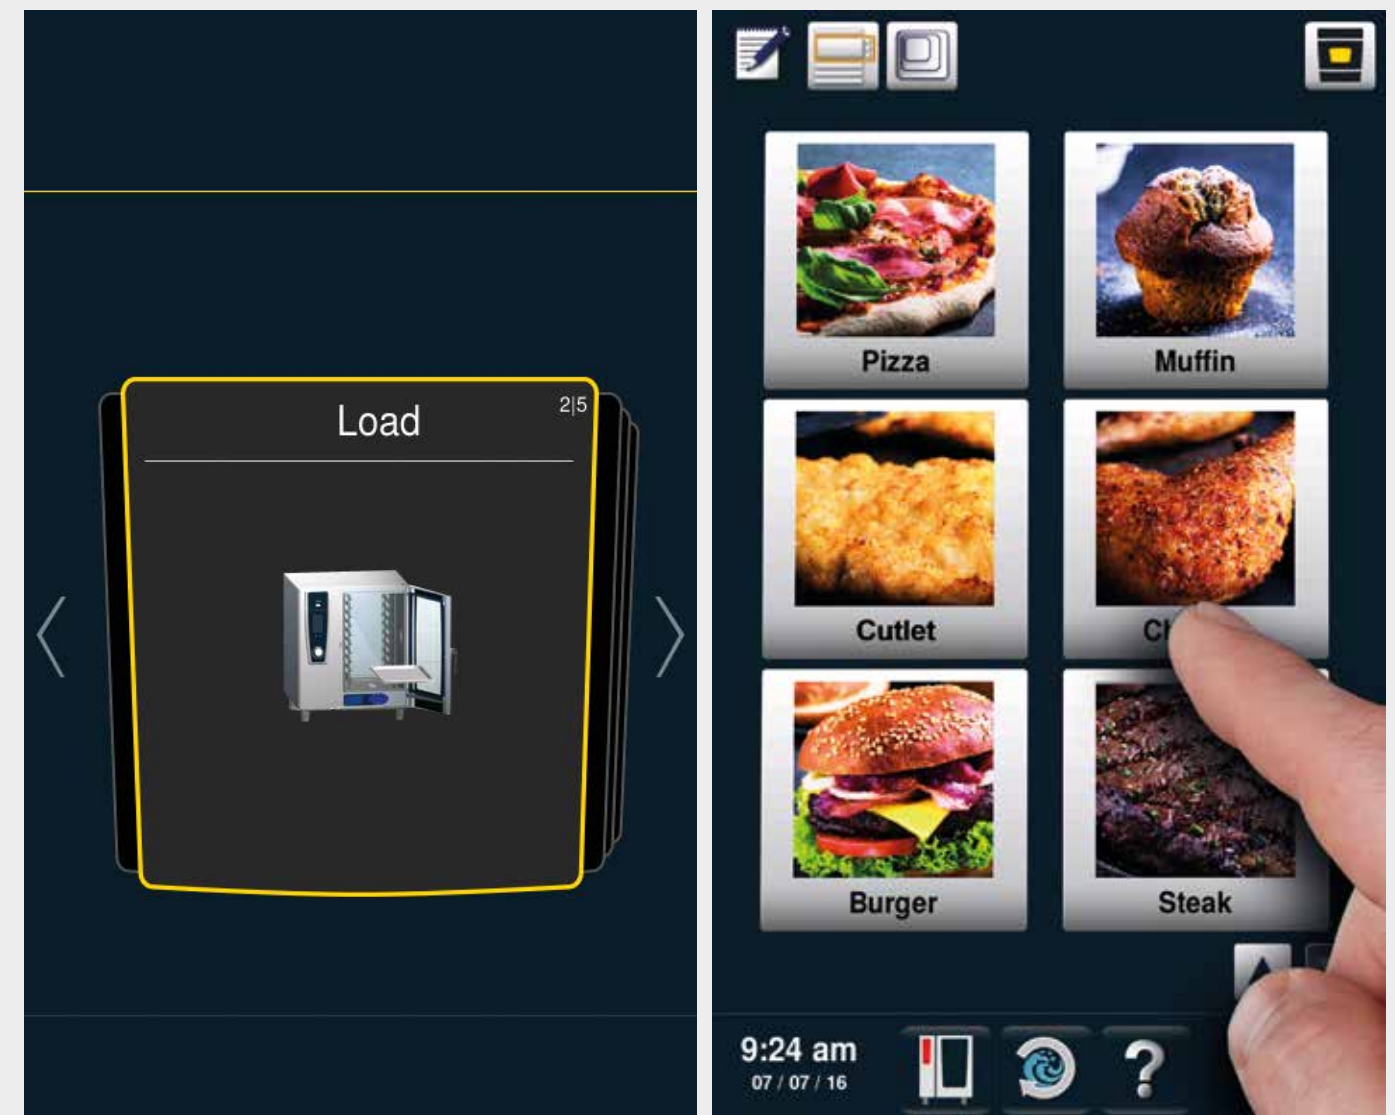 Load
2|5
Pizza
Muffin
Cutlet
Burger
Steak
9:24 am
07 / 07 / 16
?